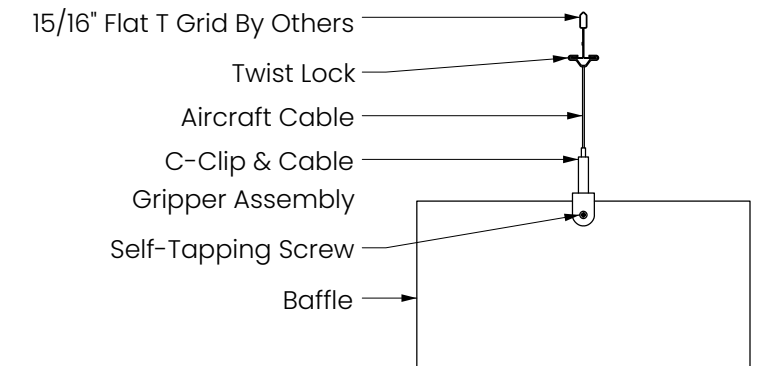 15/16" Flat T Grid By Others
Twist Lock
Aircraft Cable
C-Clip & Cable
Gripper Assembly
Self-Tapping Screw
Baffle